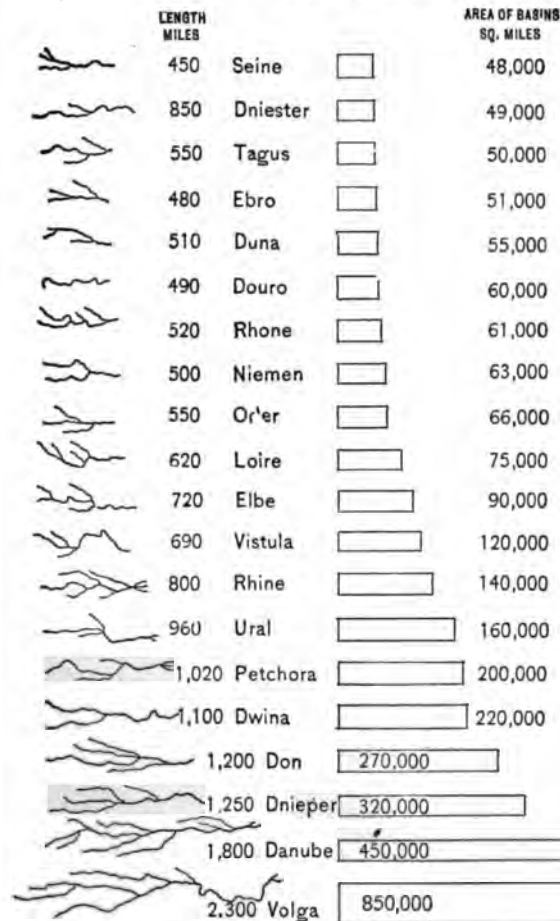 LENGTH MILES AREA OF BASINS SQ. MILES
450 Seine 48,000
850 Dniester 49,000
550 Tagus 50,000
480 Ebro 51,000
510 Duna 55,000
490 Douro 60,000
520 Rhone 61,000
500 Niemen 63,000
550 Or'er 66,000
620 Loire 75,000
720 Elbe 90,000
690 Vistula 120,000
800 Rhine 140,000
960 Ural 160,000
1,020 Petchora 200,000
1,100 Dwina 220,000
1,200 Don 270,000
1,250 Dnieper 320,000
1,800 Danube 450,000
2,300 Volga 850,000